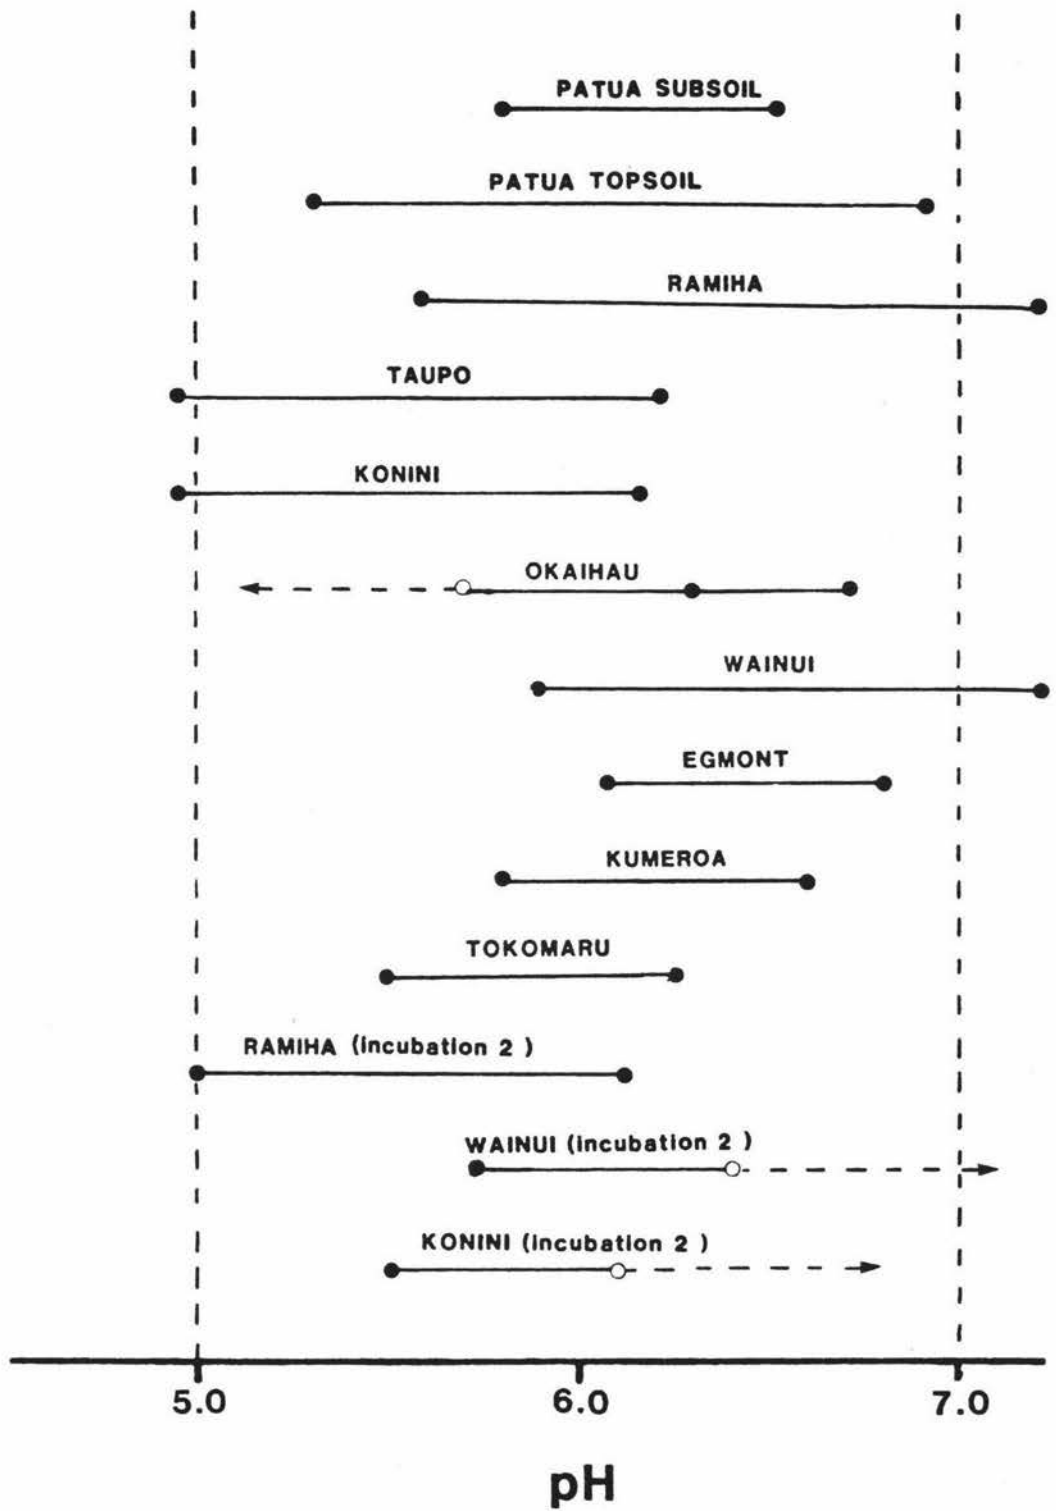 PATUA SUBSOIL
PATUA TOPSOIL
RAMIHA
TAUPO
KONINI
OKAIHAU
WAINUI
EGMONT
KUMEROA
TOKOMARU
RAMIHA (incubation 2 )
WAINUI (incubation 2 )
KONINI (incubation 2 )
5.0 6.0 7.0
pH